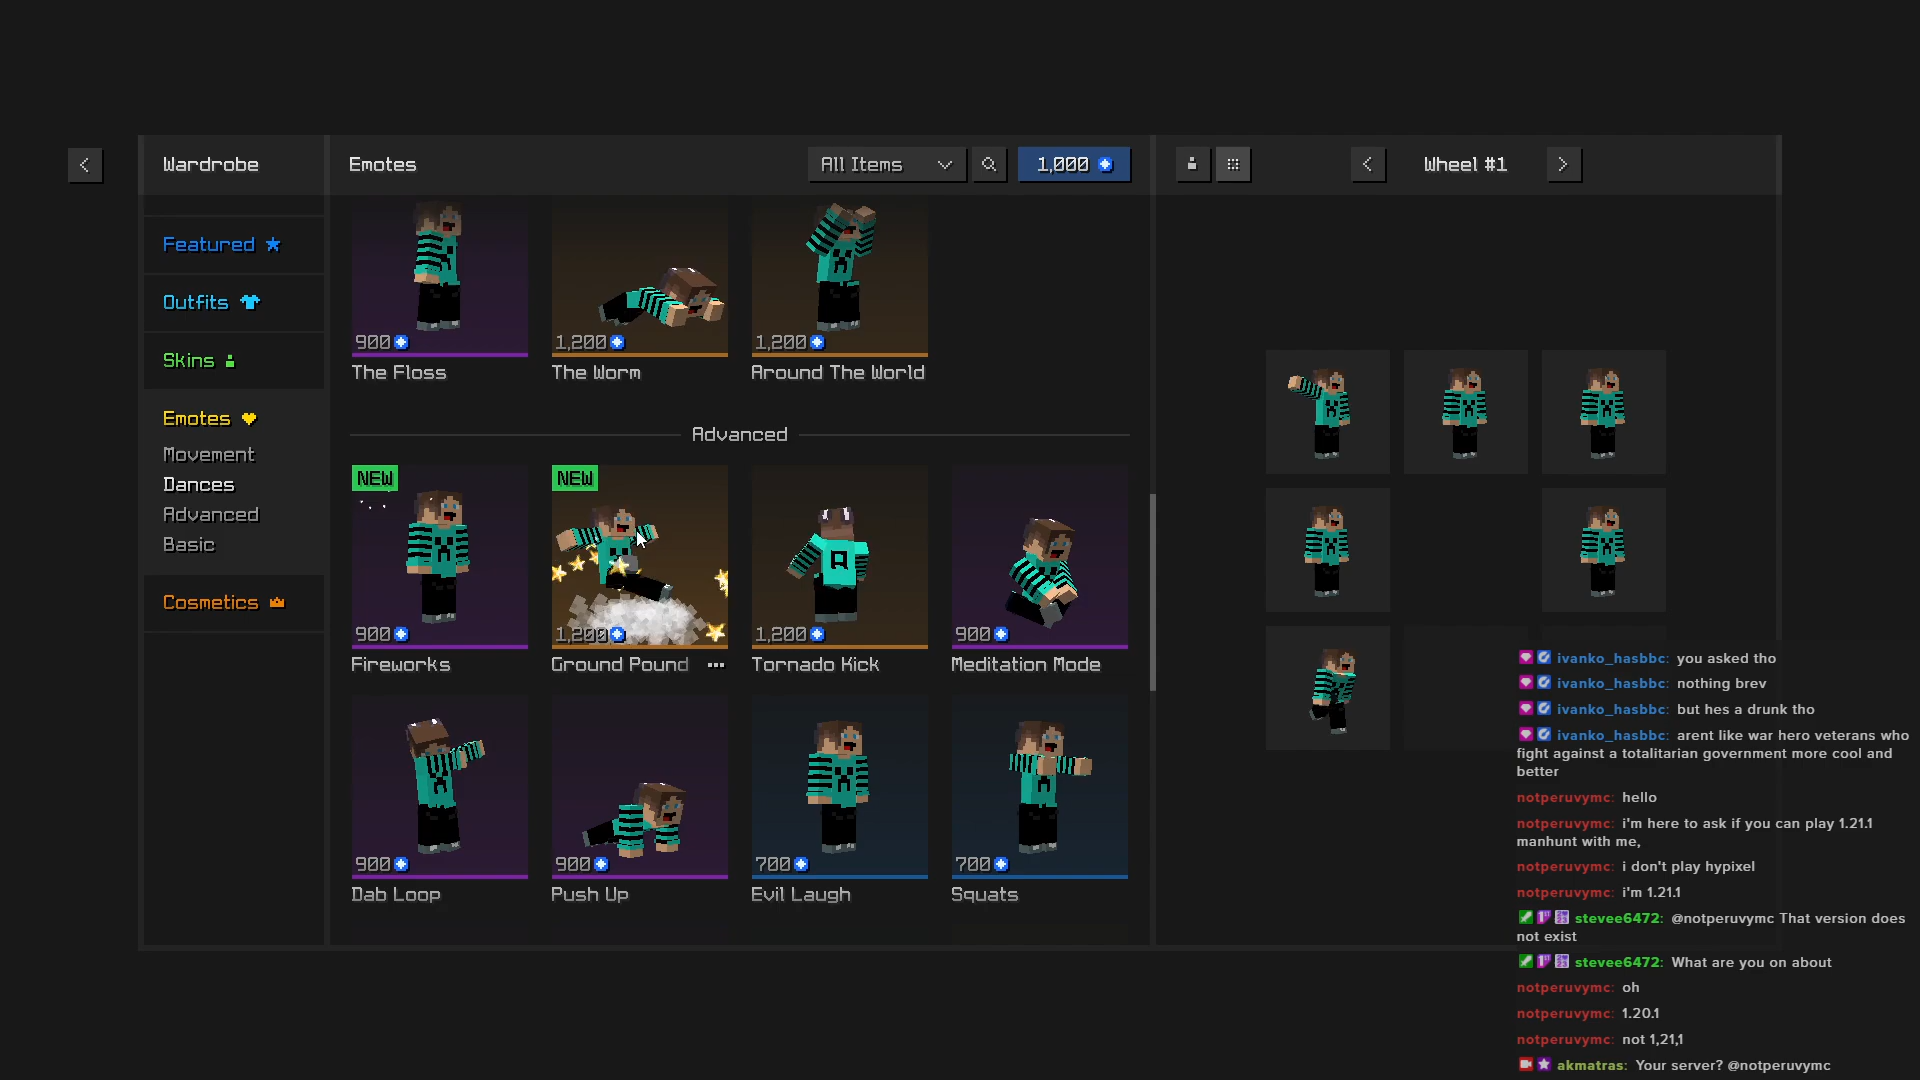 Wardrobe
Emotes
All Items
1,000
Wheel #1
Featured
Outfits
Skins
Emotes
Movement
Dances
Advanced
Basic
Cosmetics
900
1,200
1,200
The Floss
The Worm
Around The World
Advanced
NEW
NEW
900
1,200
1,200
900
Fireworks
Ground Pound
Tornado Kick
Meditation Mode
900
900
700
700
Dab Loop
Push Up
Evil Laugh
Squats
ivanko_hasbbc: you asked tho
ivanko_hasbbc: nothing brev
ivanko_hasbbc: but hes a drunk tho
ivanko_hasbbc: arent like war hero veterans who
fight against a totalitarian government more cool and
better
notperuvymc: hello
notperuvymc: i'm here to ask if you can play 1.21.1
manhunt with me,
notperuvymc: i don't play hypixel
notperuvymc: i'm 1.21.1
stevee6472: @notperuvymc That version does
not exist
stevee6472: What are you on about
notperuvymc: oh
notperuvymc: 1.20.1
notperuvymc: not 1,21,1
akmatras: Your server? @notperuvymc